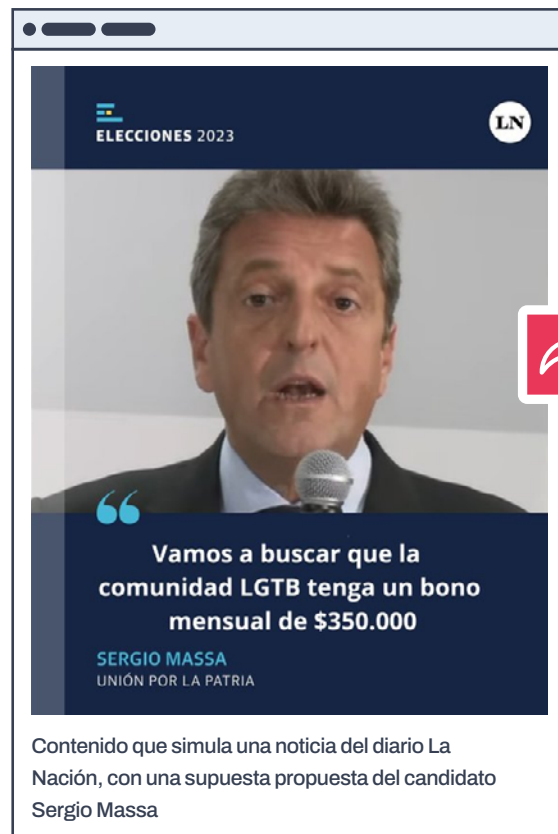 ELECCIONES 2023
LN
Vamos a buscar que la
comunidad LGTB tenga un bono
mensual de $350.000
SERGIO MASSA
UNIÓN POR LA PATRIA
Contenido que simula una noticia del diario La
Nación, con una supuesta propuesta del candidato
Sergio Massa